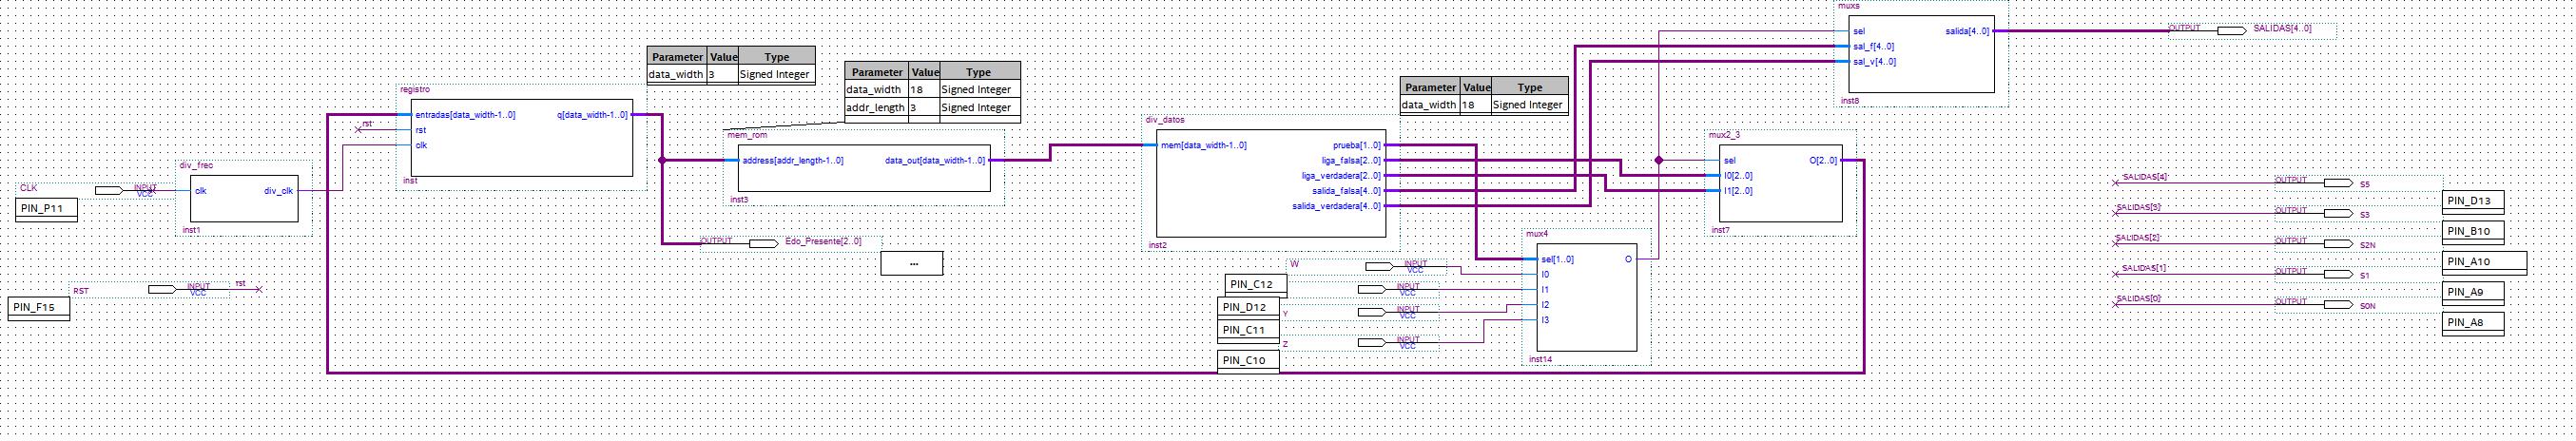 CLK
INPUT
VCC
PIN_P11
RST
INPUT
VCC
rst
PIN_F15
div_frec
clk
div_clk
inst1
registro
entradas[data_width-1..0]
q[data_width-1..0]
rst
rst
clk
inst
Parameter Value Type
data_width 3 Signed Integer
Parameter Value Type
data_width 18 Signed Integer
addr_length 3 Signed Integer
mem_rom
address[addr_length-1..0]
data_out[data_width-1..0]
inst3
OUTPUT
Edo_Presente[2..0]
...
Parameter Value Type
data_width 18 Signed Integer
div_datos
mem[data_width-1..0]
prueba[1..0]
liga_falsa[2..0]
liga_verdadera[2..0]
salida_falsa[4..0]
salida_verdadera[4..0]
inst2
W
INPUT
VCC
PIN_C12
INPUT
VCC
PIN_D12
Y
INPUT
VCC
PIN_C11
Z
INPUT
VCC
PIN_C10
mux4
sel[1..0]
O
I0
I1
I2
I3
inst14
mux2_3
sel
O[2..0]
I0[2..0]
I1[2..0]
inst7
muxs
sel
salida[4..0]
sal_f[4..0]
sal_v[4..0]
inst8
OUTPUT
SALIDAS[4..0]
SALIDAS[4]
OUTPUT
S5
PIN_D13
SALIDAS[3]
OUTPUT
S3
PIN_B10
SALIDAS[2]
OUTPUT
S2N
PIN_A10
SALIDAS[1]
OUTPUT
S1
PIN_A9
SALIDAS[0]
OUTPUT
S0N
PIN_A8